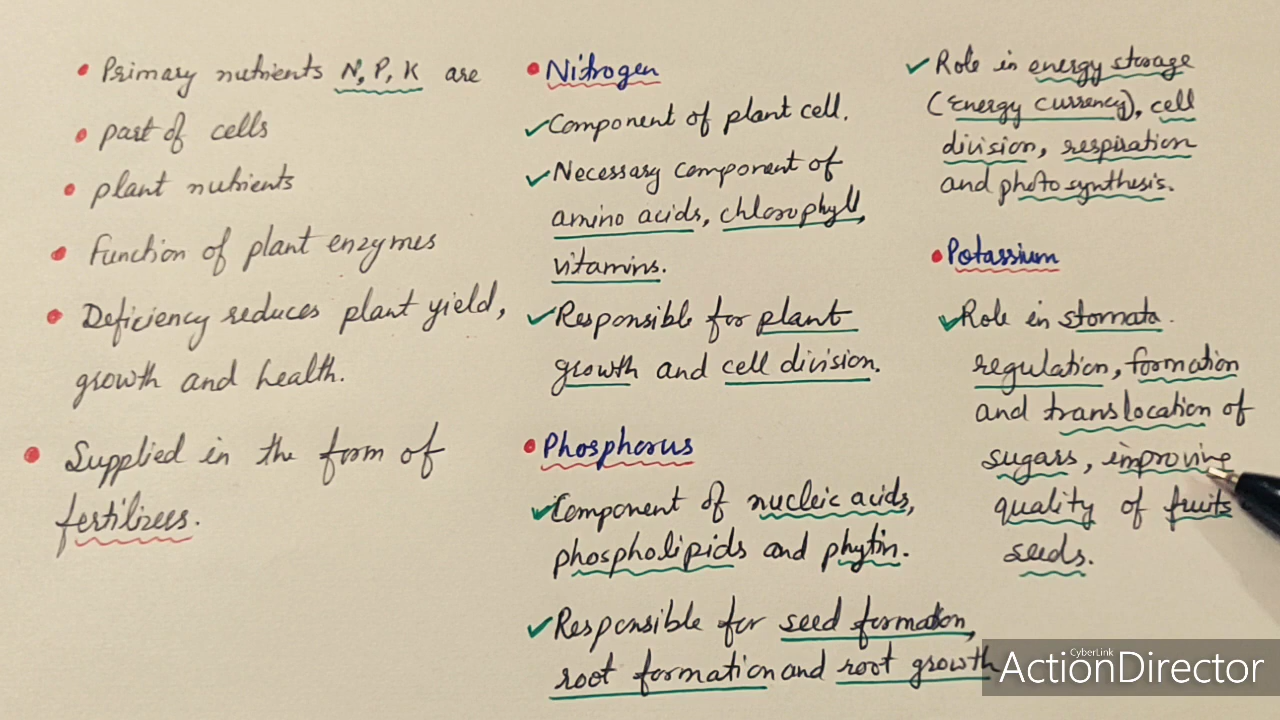 • Primary nutrients N, P, K are
• part of cells
• plant nutrients
• Function of plant enzymes
• Deficiency reduces plant yield,
growth and health.
• Supplied in the form of
fertilizers.
• Nitrogen
✓ Component of plant cell.
✓ Necessary component of
amino acids, chlorophyll,
vitamins.
✓ Responsible for plant
growth and cell division.
• Phosphorus
✓ Component of nucleic acids,
phospholipids and phytin.
✓ Responsible for seed formation,
root formation and root growth
✓ Role in energy storage
(Energy currency), cell
division, respiration
and photosynthesis.
• Potassium
✓ Role in stomata.
regulation, formation
and translocation of
sugars, improving
quality of fruits
seeds.
CyberLink
ActionDirector